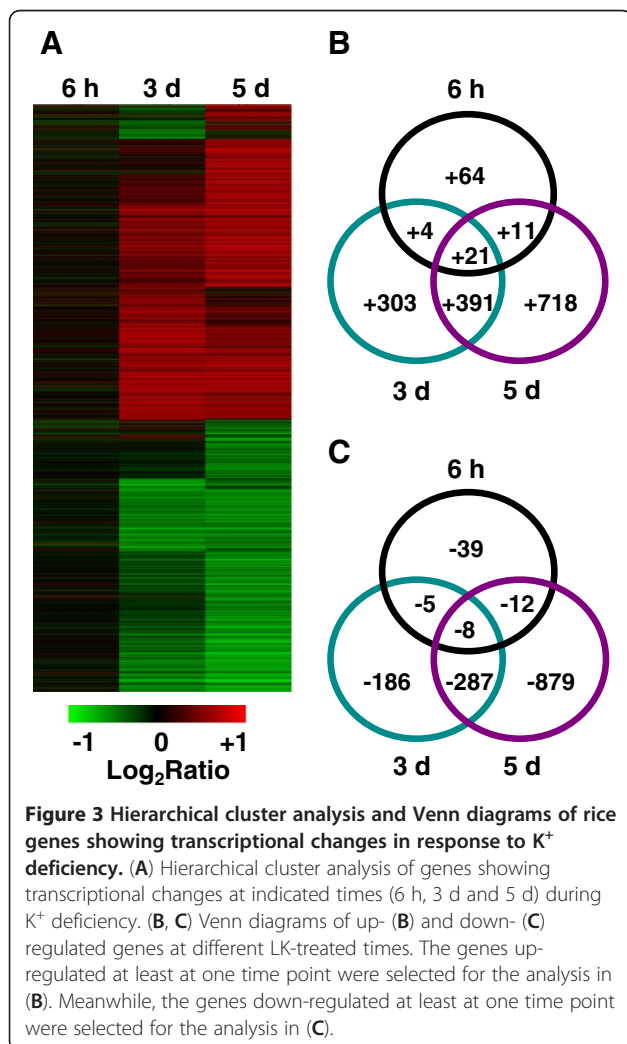 A
6 h 3 d 5 d
-1 0 +1
Log₂Ratio
B
6 h
+64
+4 +11
+21
+303 +391 +718
3 d 5 d
C
6 h
-39
-5 -12
-8
-186 -287 -879
3 d 5 d
Figure 3 Hierarchical cluster analysis and Venn diagrams of rice
genes showing transcriptional changes in response to K⁺
deficiency. (A) Hierarchical cluster analysis of genes showing
transcriptional changes at indicated times (6 h, 3 d and 5 d) during
K⁺ deficiency. (B, C) Venn diagrams of up- (B) and down- (C)
regulated genes at different LK-treated times. The genes up-
regulated at least at one time point were selected for the analysis in
(B). Meanwhile, the genes down-regulated at least at one time point
were selected for the analysis in (C).